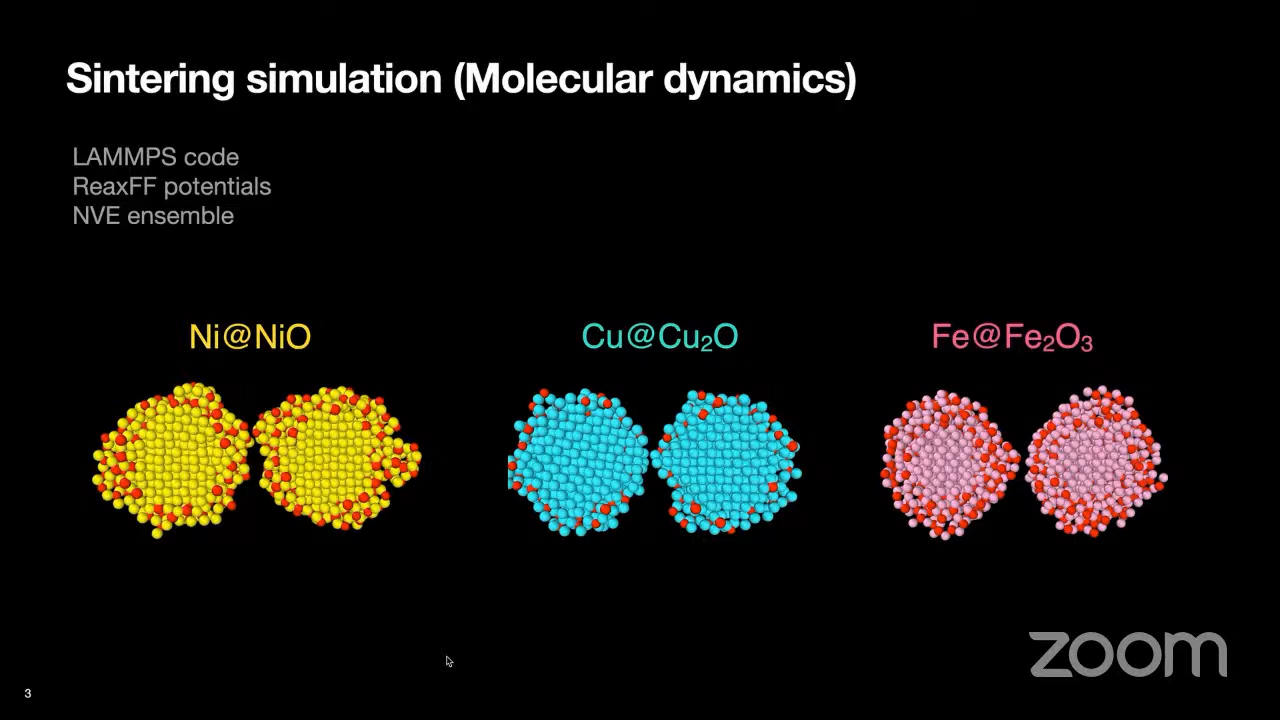 Sintering simulation (Molecular dynamics)
LAMMPS code
ReaxFF potentials
NVE ensemble
Ni@NiO
Cu@Cu₂O
Fe@Fe₂O₃
zoom
3